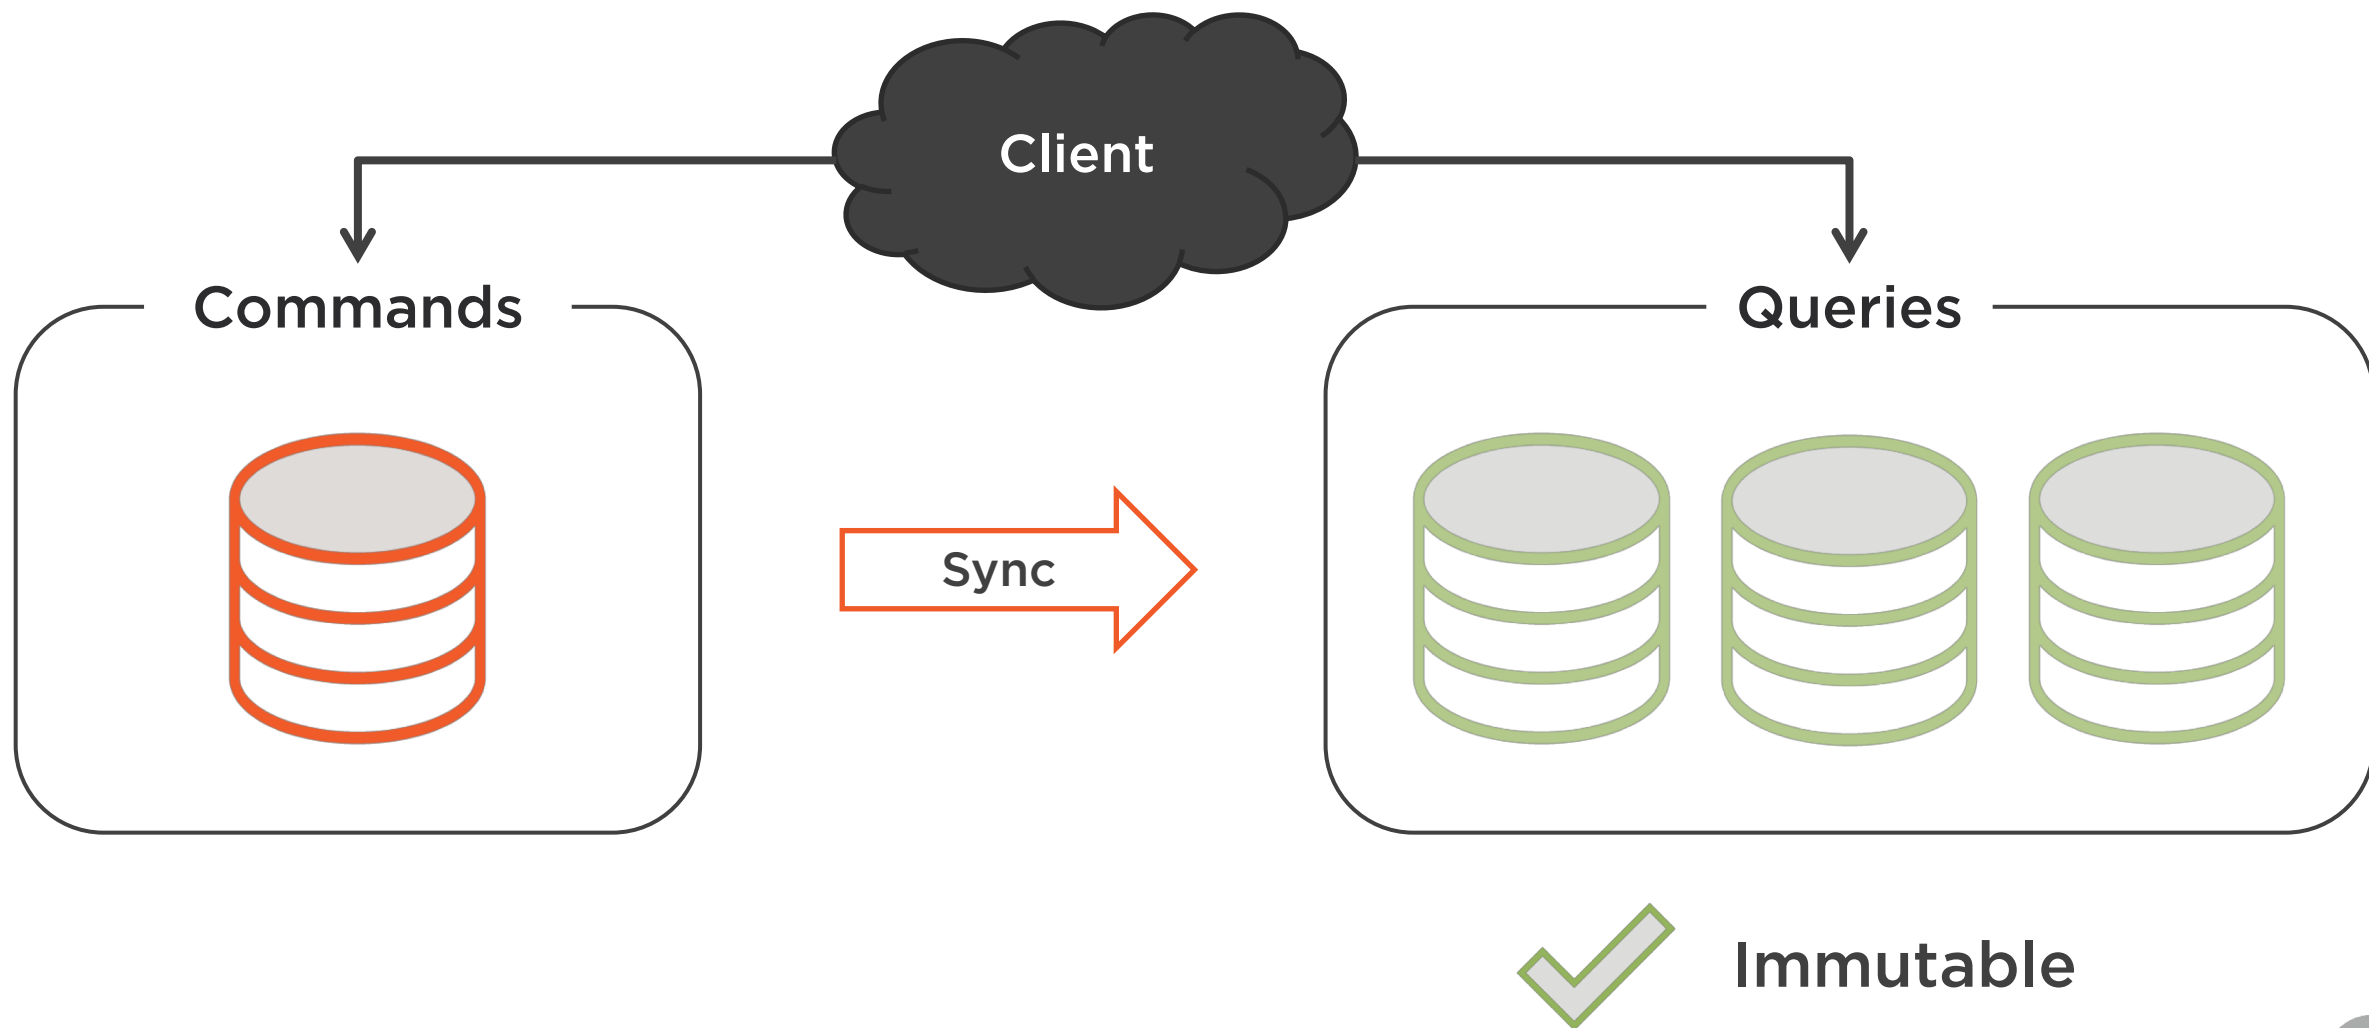 Client
Commands
Queries
Sync
Immutable